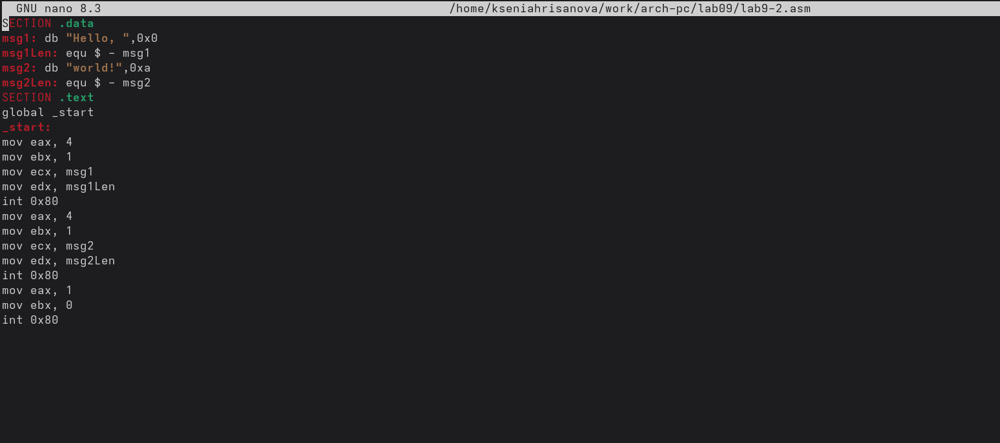 GNU nano 8.3 /home/kseniahrisanova/work/arch-pc/lab09/lab9-2.asm
SECTION .data
msg1: db "Hello, ",0x0
msg1Len: equ $ - msg1
msg2: db "world!",0xa
msg2Len: equ $ - msg2
SECTION .text
global _start
_start:
mov eax, 4
mov ebx, 1
mov ecx, msg1
mov edx, msg1Len
int 0x80
mov eax, 4
mov ebx, 1
mov ecx, msg2
mov edx, msg2Len
int 0x80
mov eax, 1
mov ebx, 0
int 0x80